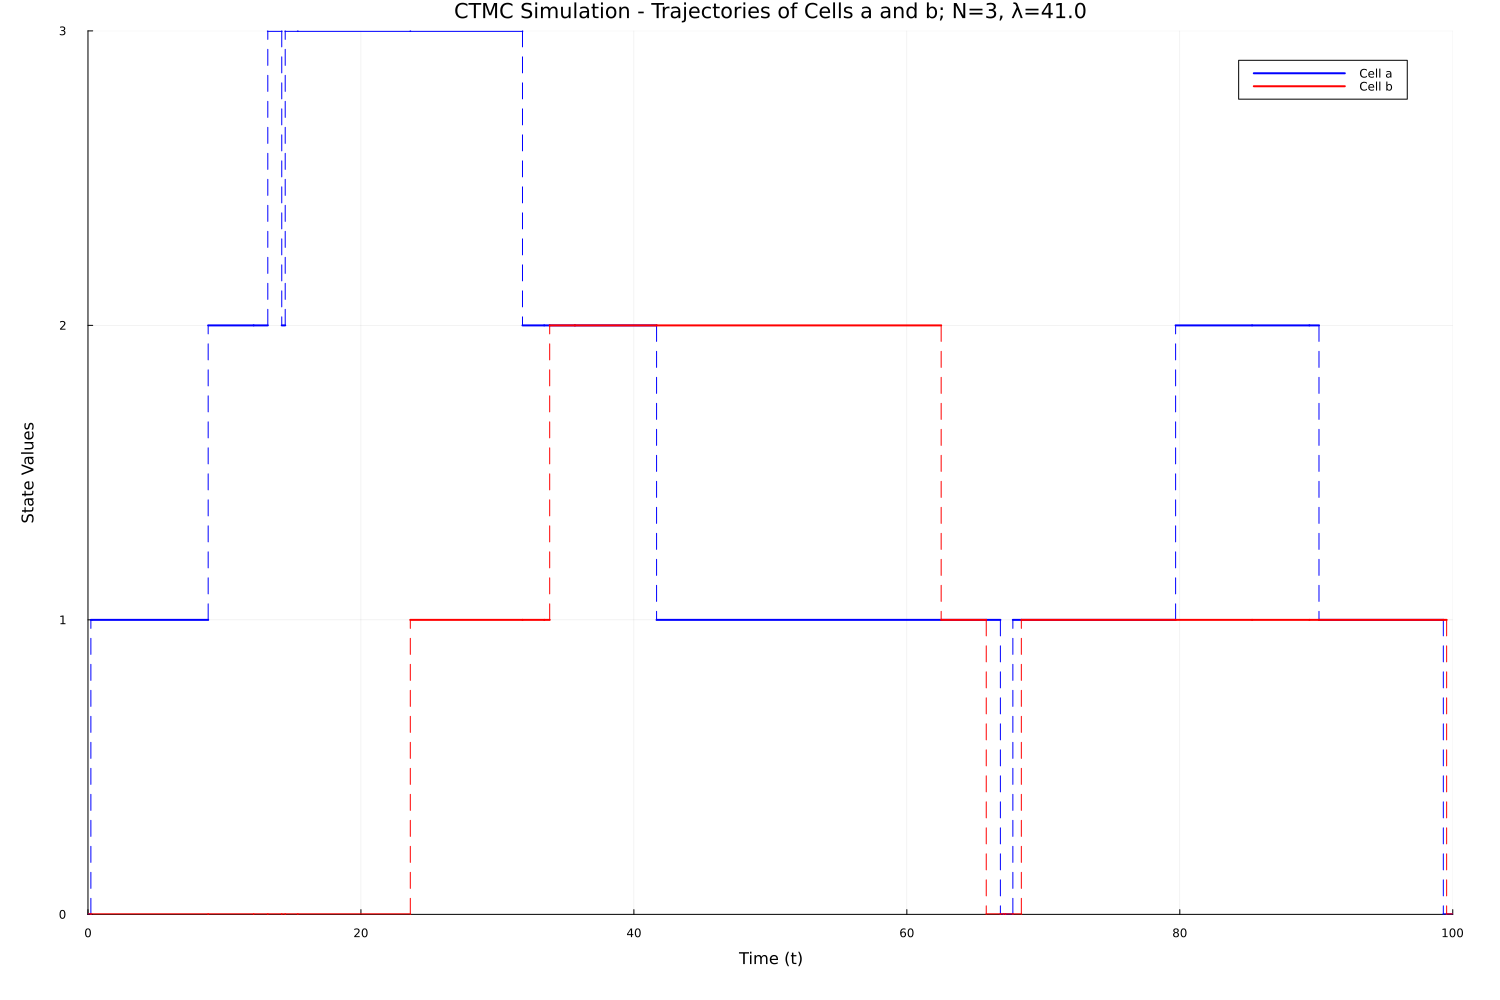 CTMC Simulation - Trajectories of Cells a and b; N=3, λ=41.0
3
Cell a
Cell b
2
State Values
1
0
0 20 40 60 80 100
Time (t)